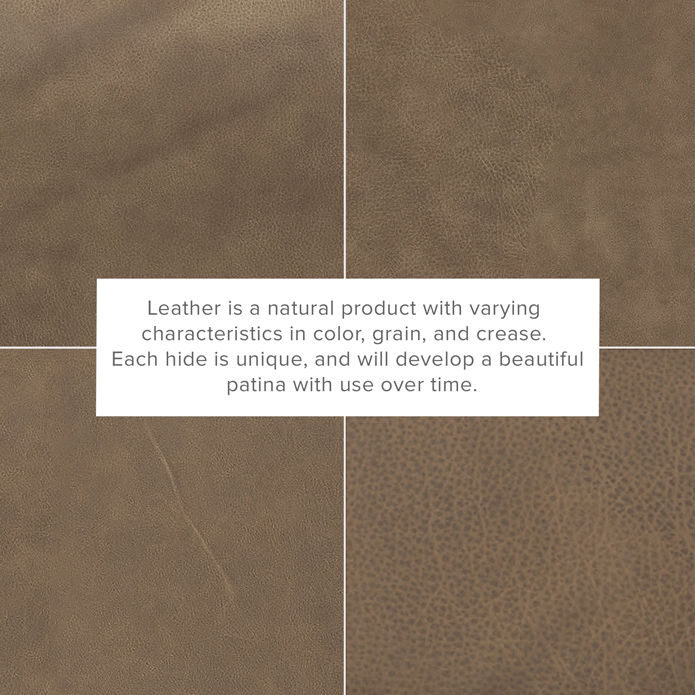 Leather is a natural product with varying
characteristics in color, grain, and crease.
Each hide is unique, and will develop a beautiful
patina with use over time.